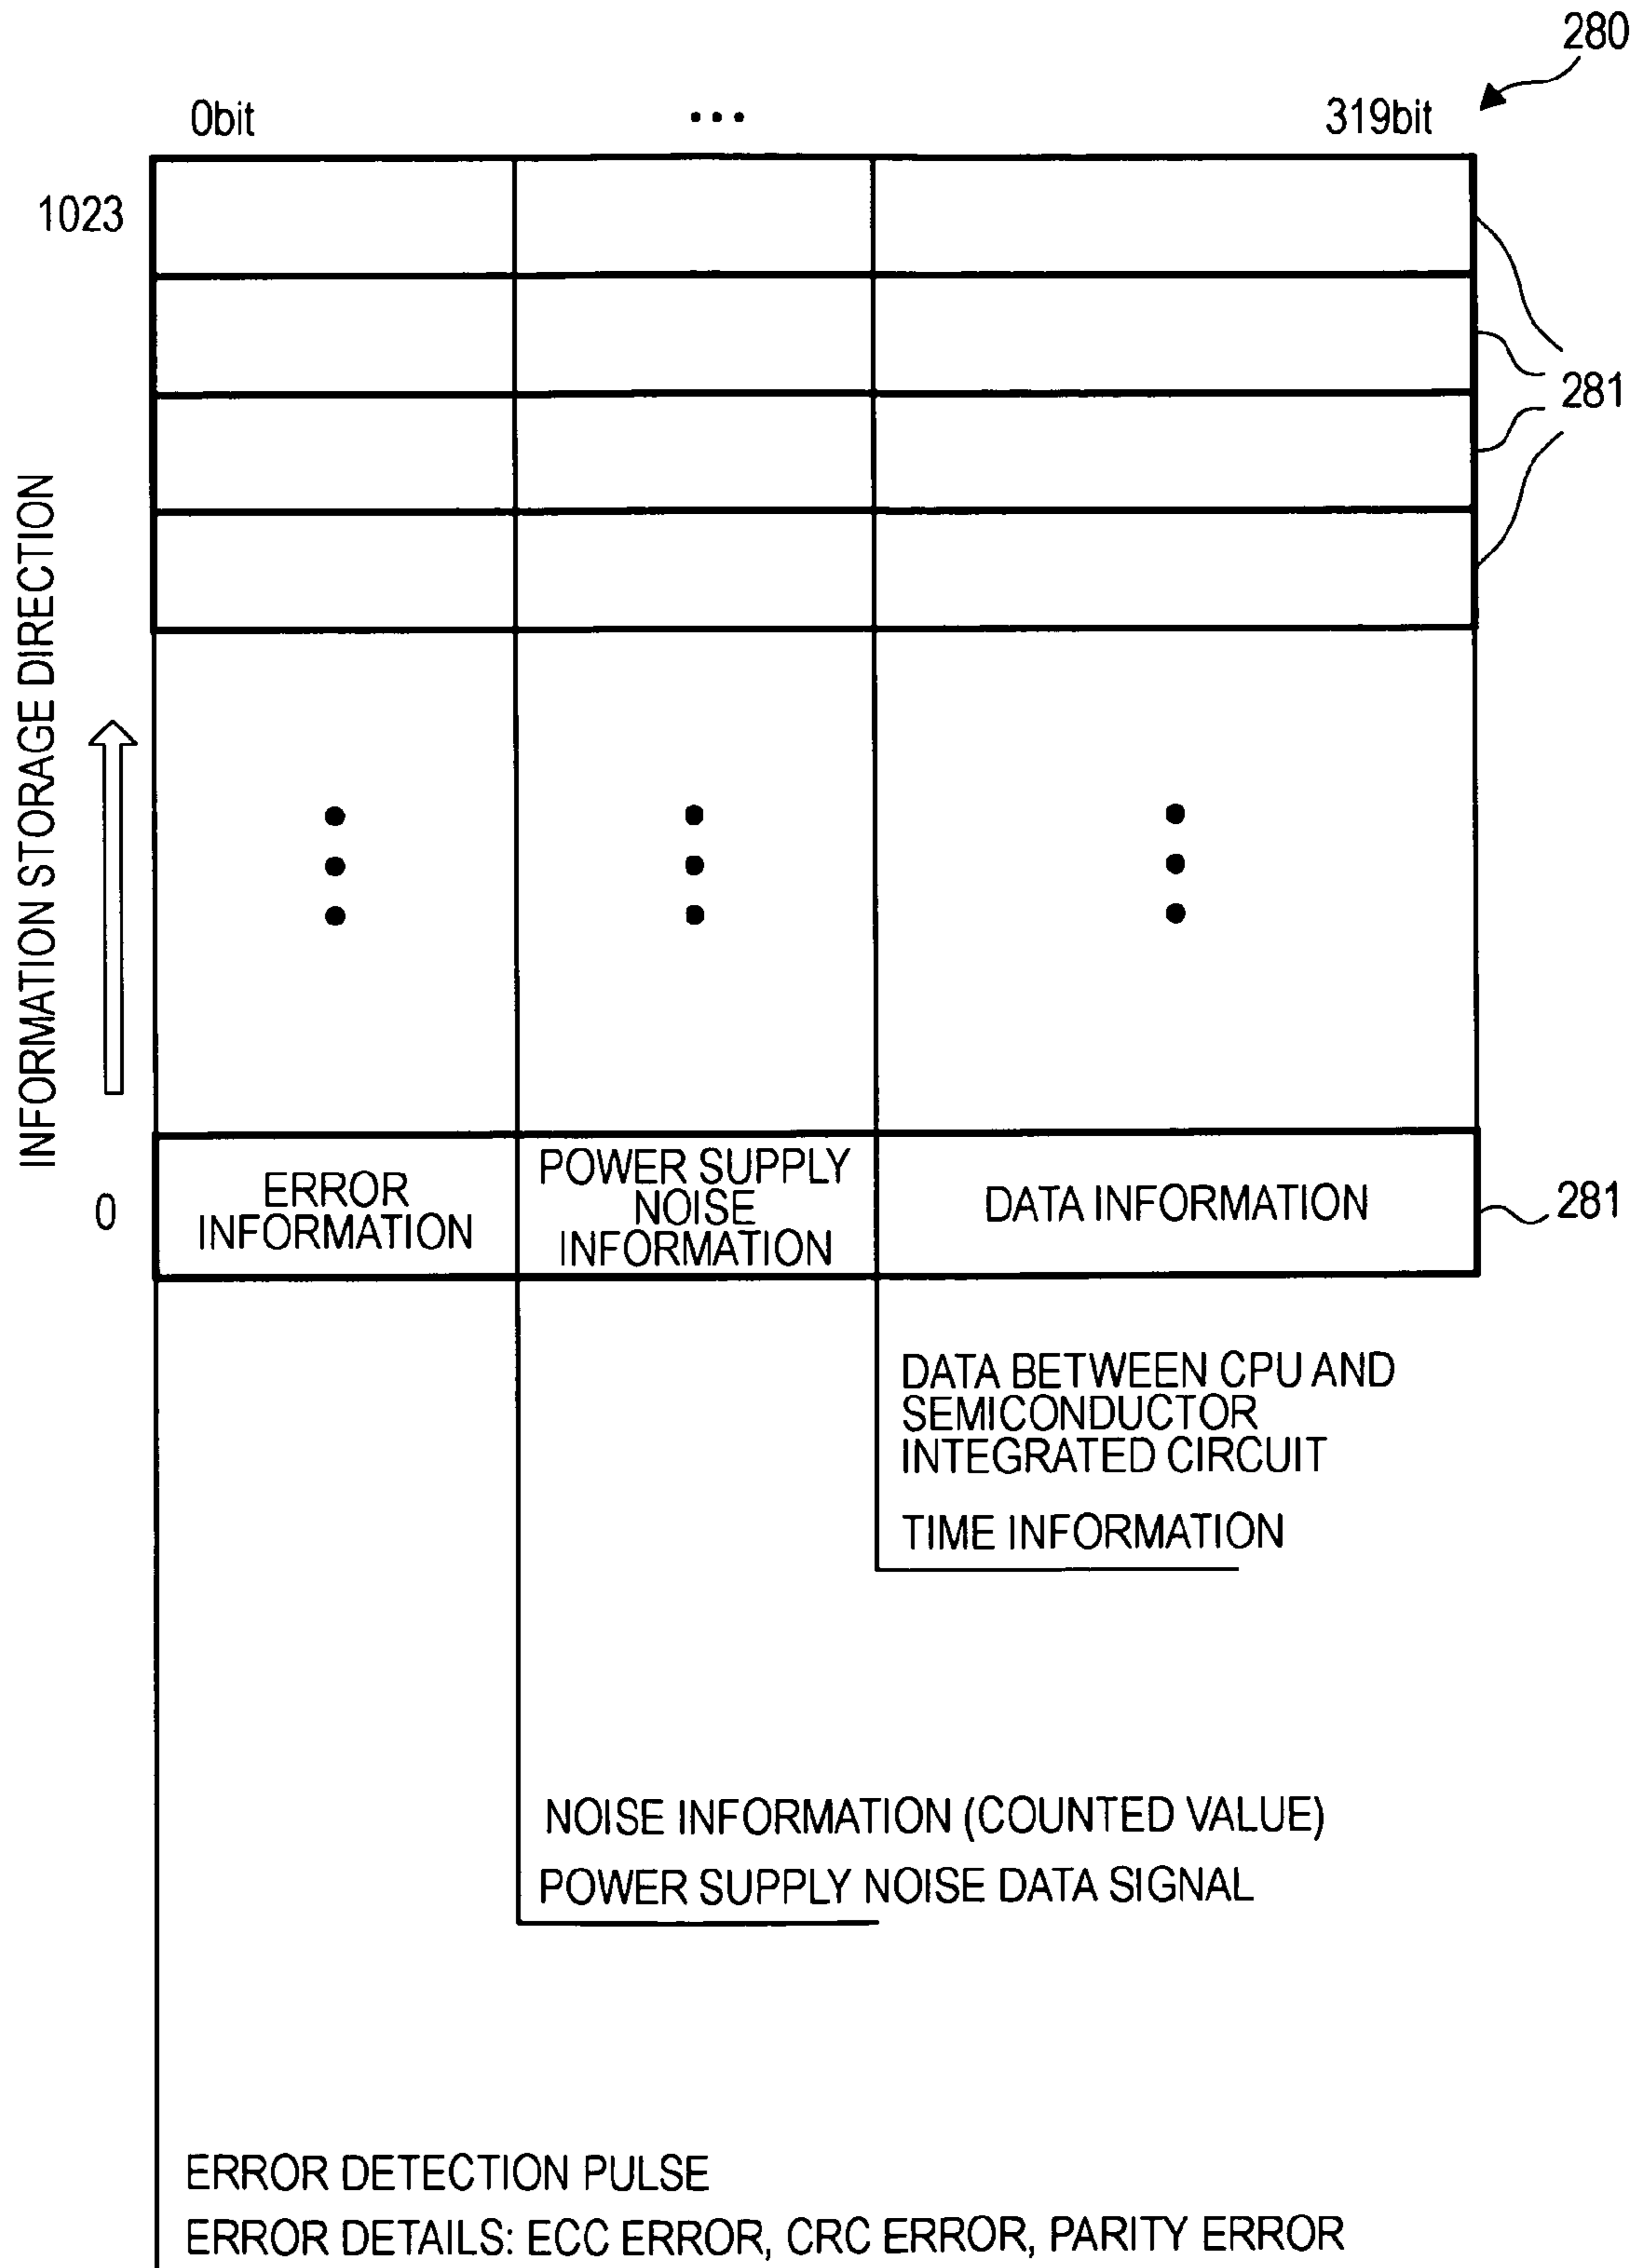 280
0bit ... 319bit
1023
281
INFORMATION STORAGE DIRECTION
0
ERROR
INFORMATION
POWER SUPPLY
NOISE
INFORMATION
DATA INFORMATION
281
DATA BETWEEN CPU AND
SEMICONDUCTOR
INTEGRATED CIRCUIT
TIME INFORMATION
NOISE INFORMATION (COUNTED VALUE)
POWER SUPPLY NOISE DATA SIGNAL
ERROR DETECTION PULSE
ERROR DETAILS: ECC ERROR, CRC ERROR, PARITY ERROR